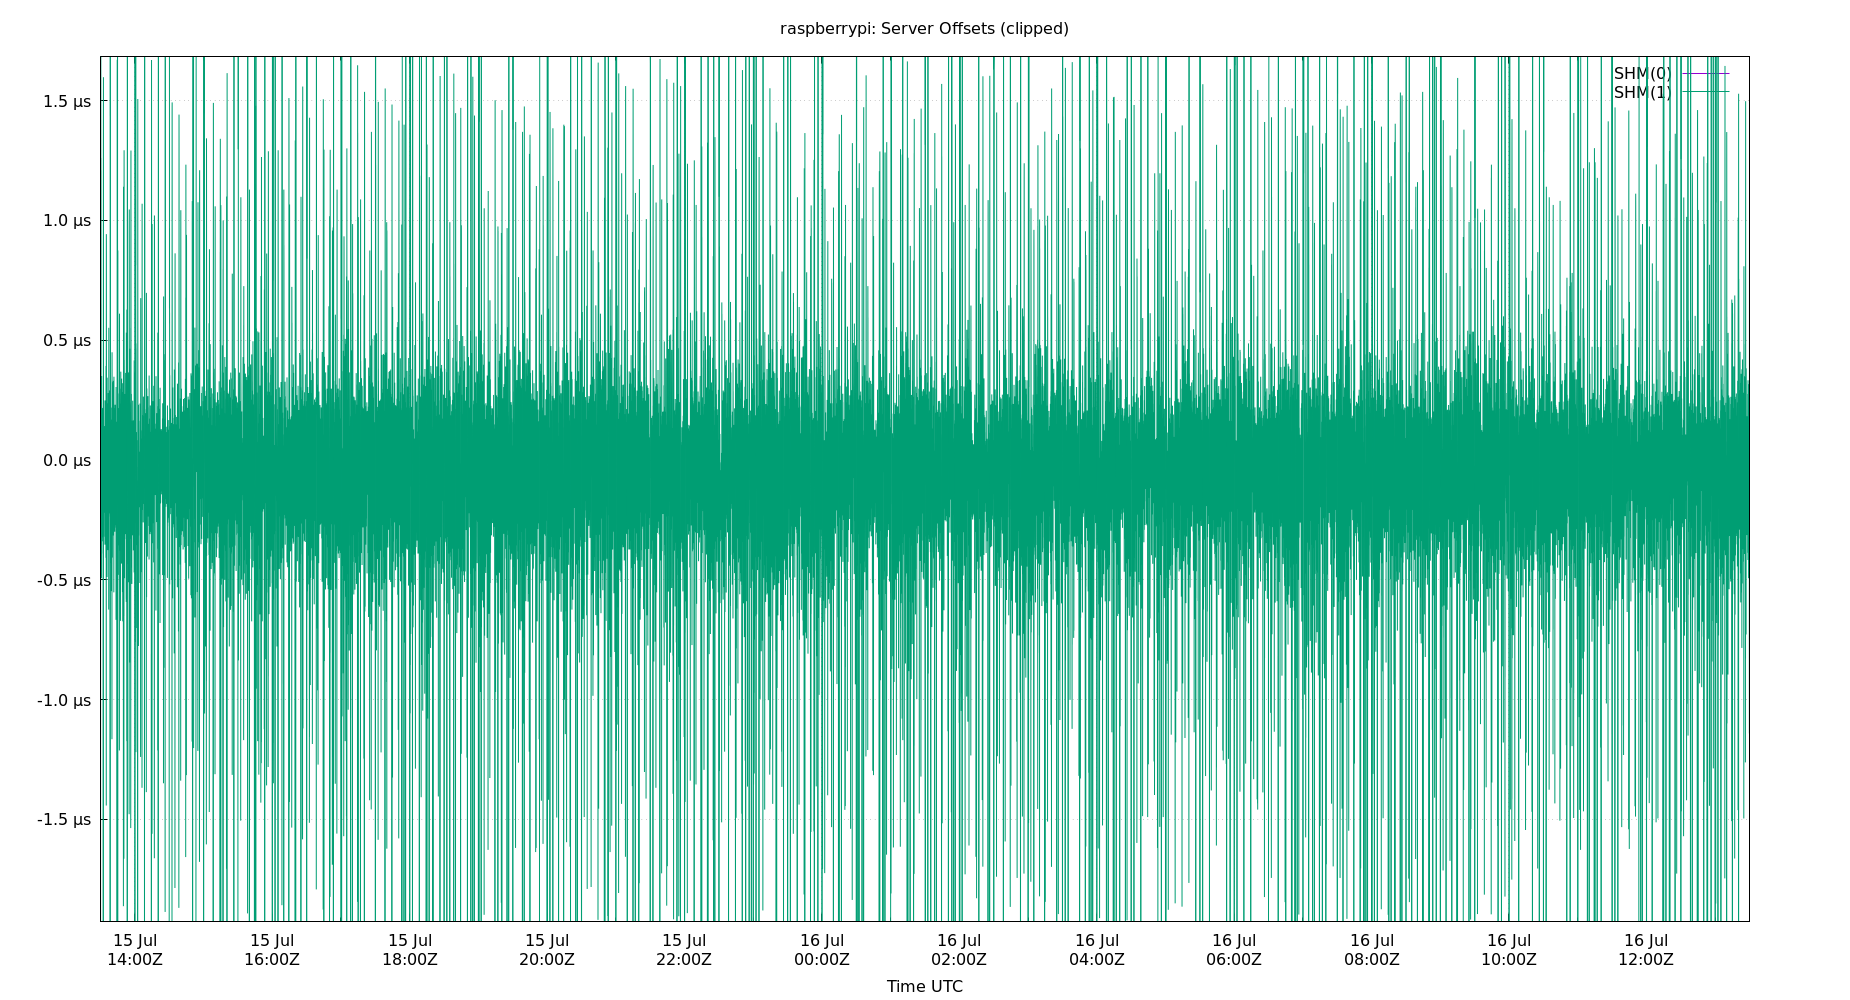 raspberrypi: Server Offsets (clipped)
SHM(0)
SHM(1)
1.5 µs
1.0 µs
0.5 µs
0.0 µs
-0.5 µs
-1.0 µs
-1.5 µs
15 Jul 15 Jul 15 Jul 15 Jul 15 Jul 16 Jul 16 Jul 16 Jul 16 Jul 16 Jul 16 Jul 16 Jul
14:00Z 16:00Z 18:00Z 20:00Z 22:00Z 00:00Z 02:00Z 04:00Z 06:00Z 08:00Z 10:00Z 12:00Z
Time UTC